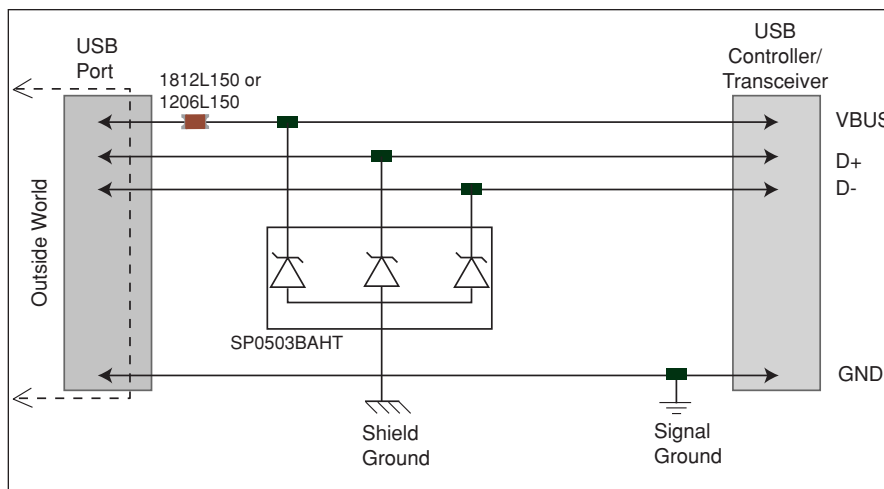 USB
Port
USB
Controller/
Transceiver
1812L150 or
1206L150
VBUS
D+
D-
Outside World
SP0503BAHT
GND
Shield
Ground
Signal
Ground